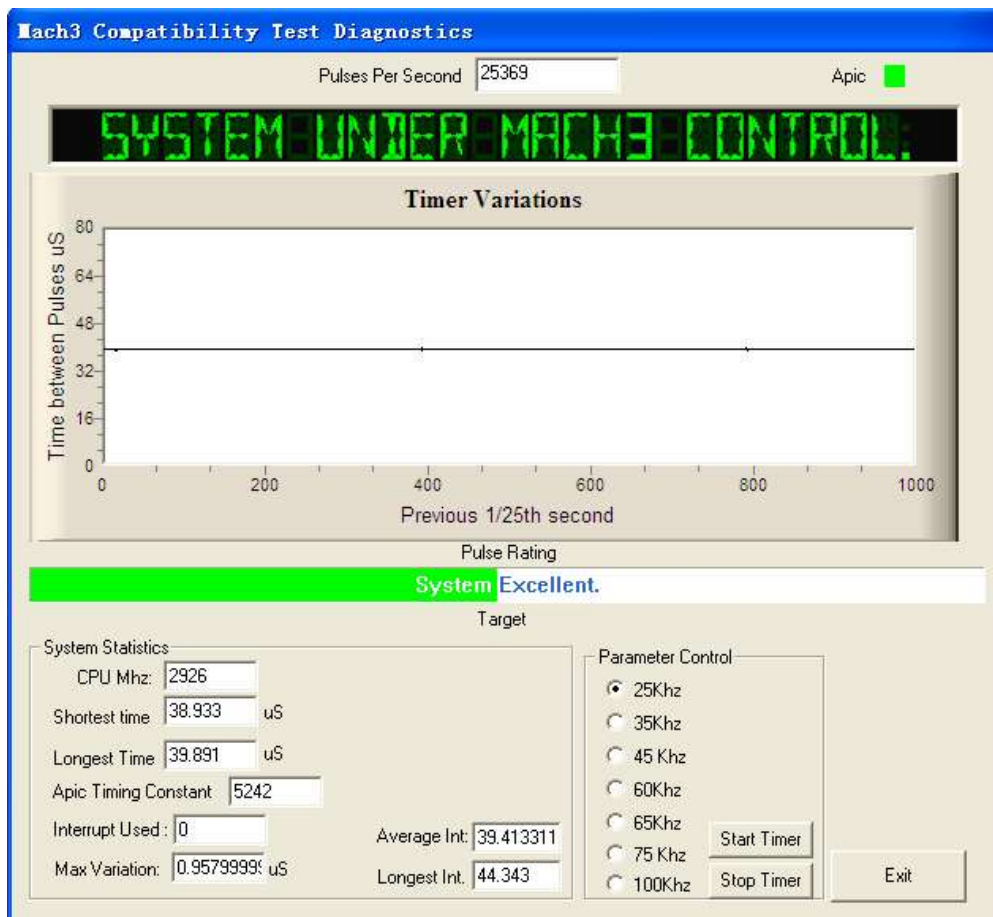 Mach3 Compatibility Test Diagnostics
Pulses Per Second 25369
Apic
SYSTEM UNDER MACH3 CONTROL.
Timer Variations
Time between Pulses uS
80
64
48
32
16
0
0 200 400 600 800 1000
Previous 1/25th second
Pulse Rating
System Excellent.
Target
System Statistics
CPU Mhz: 2926
Shortest time 38.933 uS
Longest Time 39.891 uS
Apic Timing Constant 5242
Interrupt Used : 0
Max Variation: 0.95799999 uS
Average Int: 39.413311
Longest Int. 44.343
Parameter Control
25Khz
35Khz
45 Khz
60Khz
65Khz
75 Khz
100Khz
Start Timer
Stop Timer
Exit